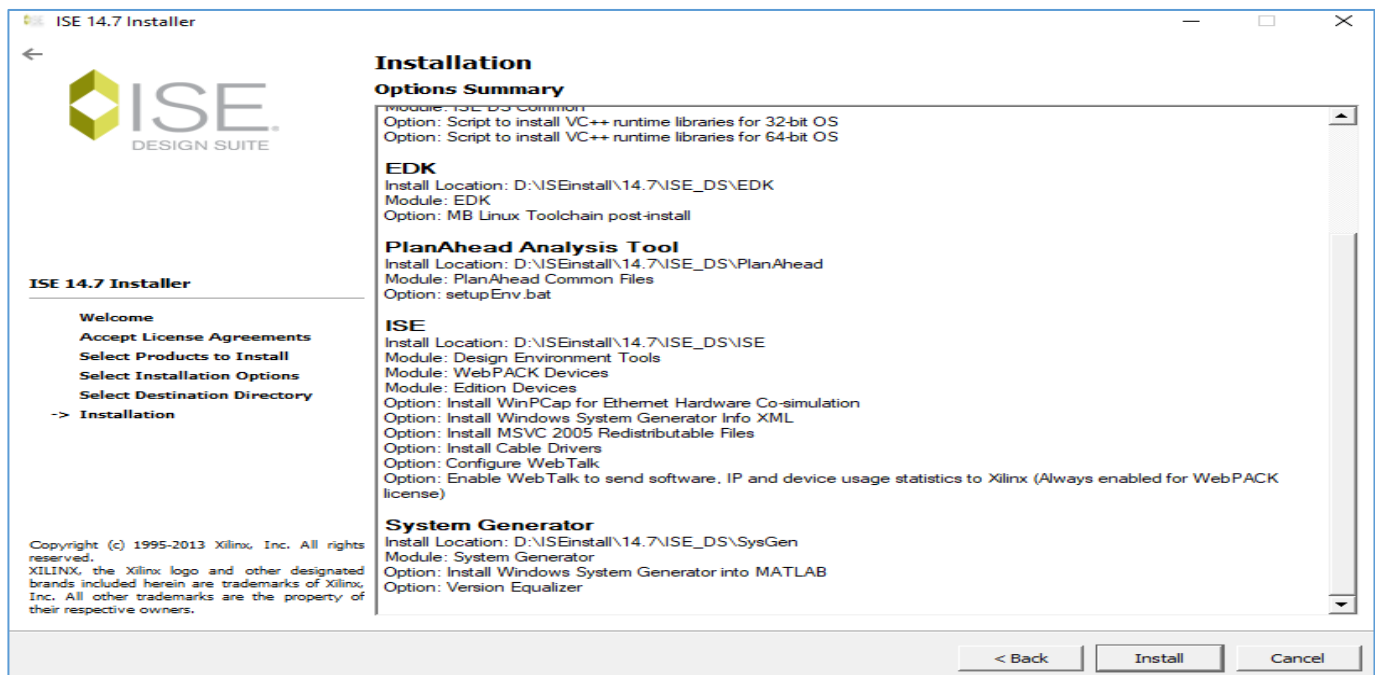 ISE 14.7 Installer
ISE
DESIGN SUITE
ISE 14.7 Installer
Welcome
Accept License Agreements
Select Products to Install
Select Installation Options
Select Destination Directory
-> Installation
Copyright (c) 1995-2013 Xilinx, Inc. All rights
reserved.
XILINX, the Xilinx logo and other designated
brands included herein are trademarks of Xilinx,
Inc. All other trademarks are the property of
their respective owners.
Installation
Options Summary
Module: ISE DS Common
Option: Script to install VC++ runtime libraries for 32-bit OS
Option: Script to install VC++ runtime libraries for 64-bit OS
EDK
Install Location: D:\ISEinstall\14.7\ISE_DS\EDK
Module: EDK
Option: MB Linux Toolchain post-install
PlanAhead Analysis Tool
Install Location: D:\ISEinstall\14.7\ISE_DS\PlanAhead
Module: PlanAhead Common Files
Option: setupEnv.bat
ISE
Install Location: D:\ISEinstall\14.7\ISE_DS\ISE
Module: Design Environment Tools
Module: WebPACK Devices
Module: Edition Devices
Option: Install WinPCap for Ethernet Hardware Co-simulation
Option: Install Windows System Generator Info XML
Option: Install MSVC 2005 Redistributable Files
Option: Install Cable Drivers
Option: Configure WebTalk
Option: Enable WebTalk to send software, IP and device usage statistics to Xilinx (Always enabled for WebPACK
license)
System Generator
Install Location: D:\ISEinstall\14.7\ISE_DS\SysGen
Module: System Generator
Option: Install Windows System Generator into MATLAB
Option: Version Equalizer
< Back
Install
Cancel